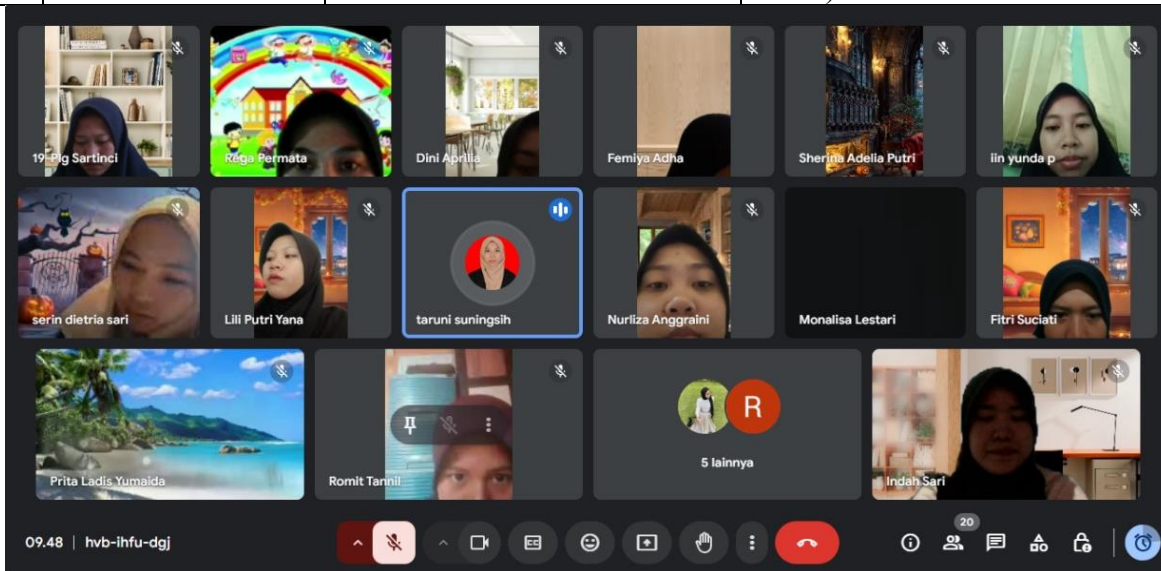 19-Plg Sartinci
Rega Permata
Dini Aprilia
Femiya Adha
Sherina Adelia Putri
iin yunda p
serin dietria sari
Lili Putri Yana
taruni suningsih
Nurliza Anggraini
Monalisa Lestari
Fitri Suciati
Prita Ladis Yumaida
Romit Tannil
R
5 lainnya
Indah Sari
09.48 | hvb-ihfu-dgj
20